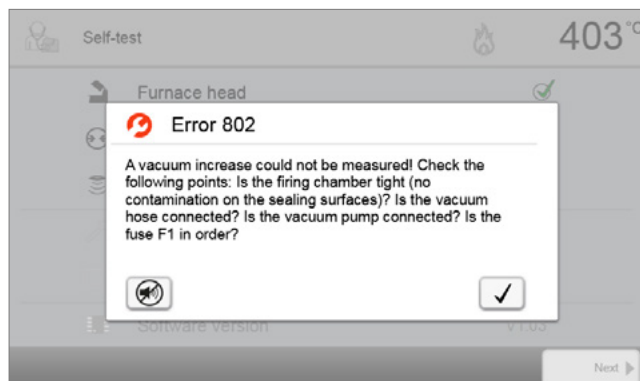 Self-test
403 °C
Furnace head
Error 802
A vacuum increase could not be measured! Check the
following points: Is the firing chamber tight (no
contamination on the sealing surfaces)? Is the vacuum
hose connected? Is the vacuum pump connected? Is the
fuse F1 in order?
Software version
V1.03
Next